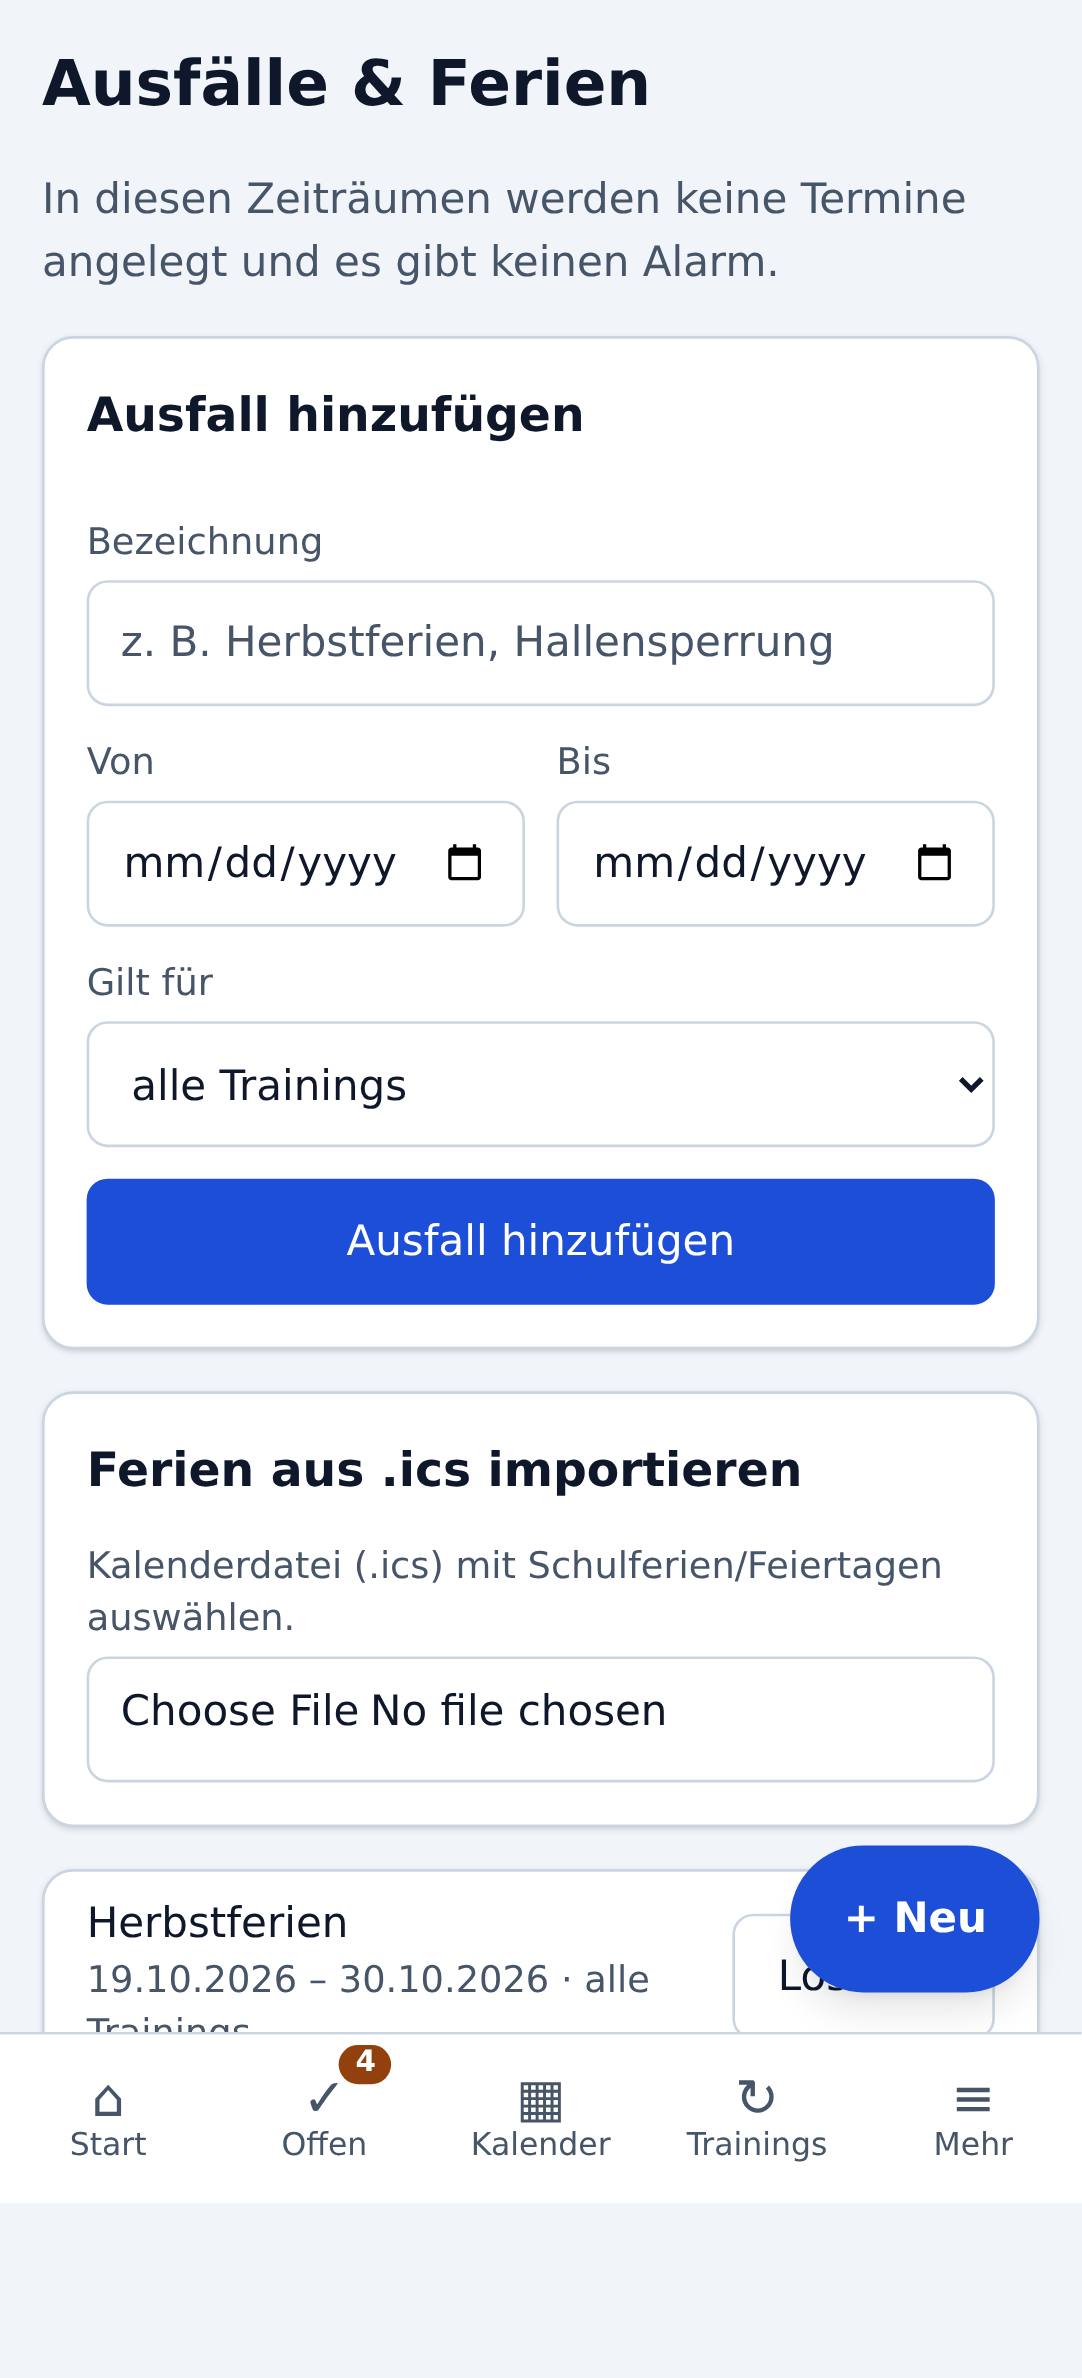 Ausfälle & Ferien
In diesen Zeiträumen werden keine Termine
angelegt und es gibt keinen Alarm.
Ausfall hinzufügen
Bezeichnung
z. B. Herbstferien, Hallensperrung
Von Bis
mm/dd/yyyy mm/dd/yyyy
Gilt für
alle Trainings
Ausfall hinzufügen
Ferien aus .ics importieren
Kalenderdatei (.ics) mit Schulferien/Feiertagen
auswählen.
Choose File No file chosen
Herbstferien
+ Neu
19.10.2026 – 30.10.2026 · alle
Trainings
4
Start Offen Kalender Trainings Mehr